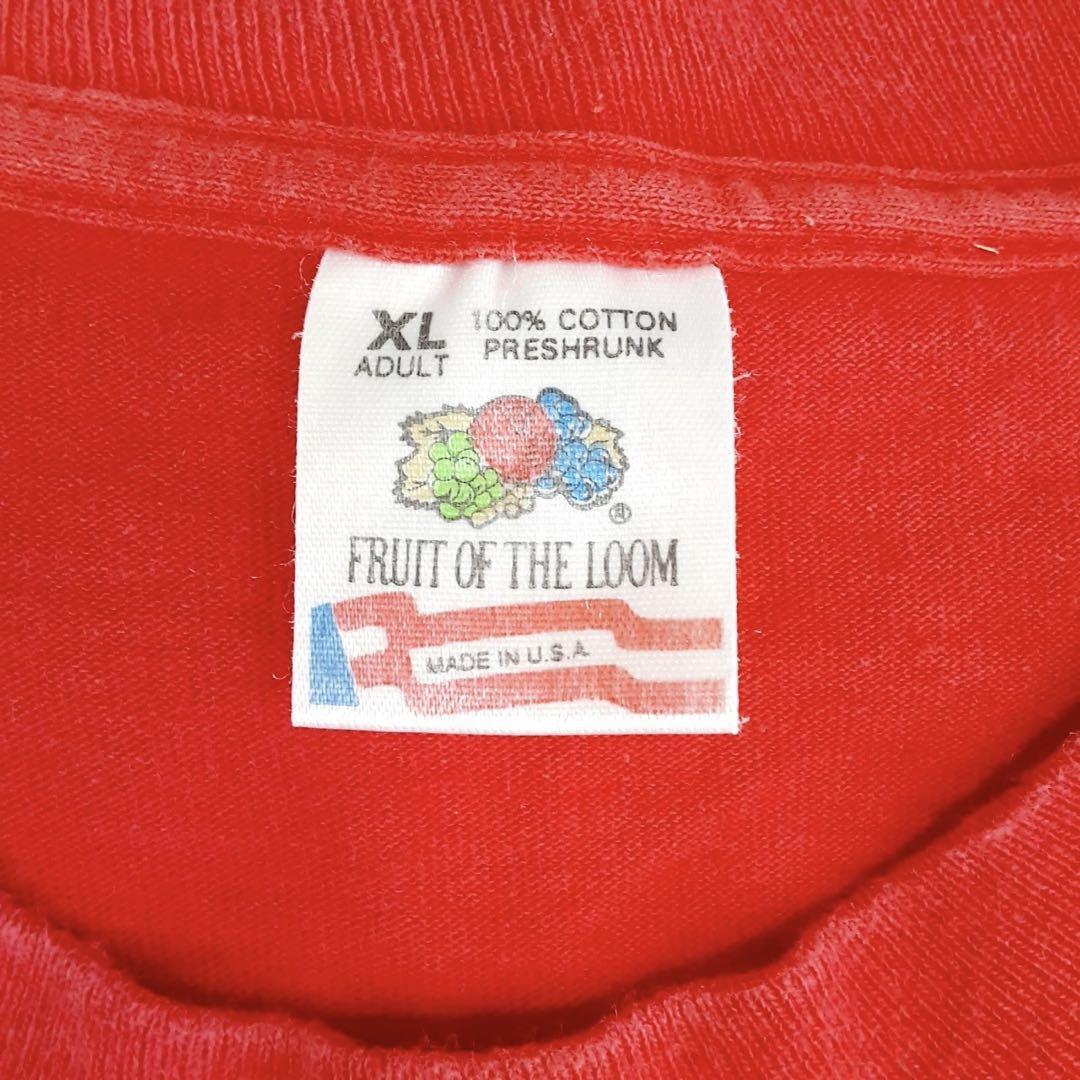 XL 100% COTTON
ADULT PRESHRUNK
®
FRUIT OF THE LOOM
MADE IN U.S.A.